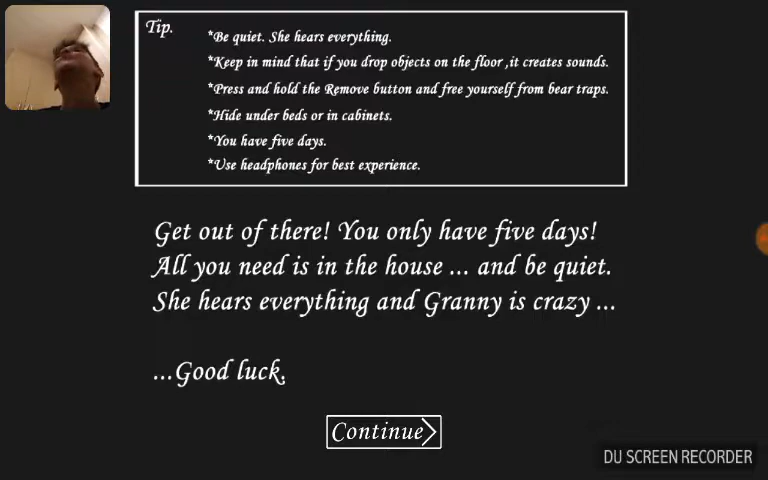 Tip.
*Be quiet. She hears everything.
*Keep in mind that if you drop objects on the floor ,it creates sounds.
*Press and hold the Remove button and free yourself from bear traps.
*Hide under beds or in cabinets.
*You have five days.
*Use headphones for best experience.
Get out of there! You only have five days!
All you need is in the house ... and be quiet.
She hears everything and Granny is crazy ...
...Good luck.
Continue
DU SCREEN RECORDER